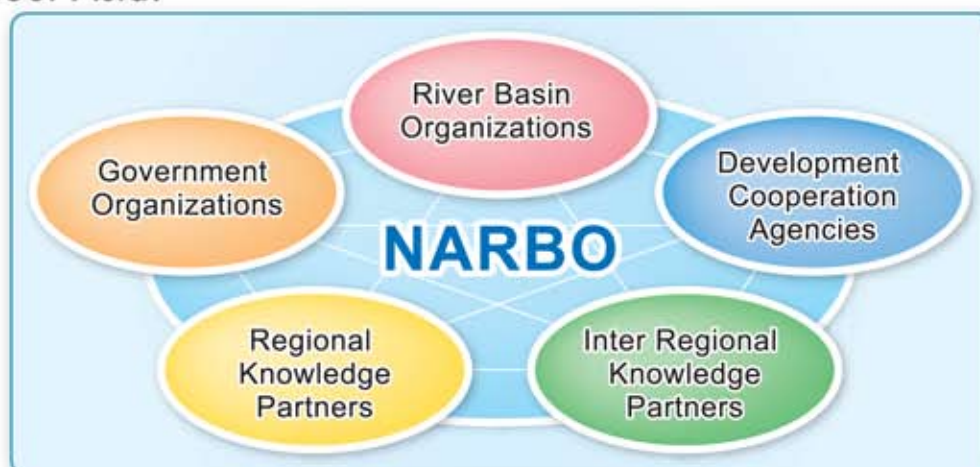 River Basin
Organizations
Government
Organizations
Development
Cooperation
Agencies
NARBO
Regional
Knowledge
Partners
Inter Regional
Knowledge
Partners